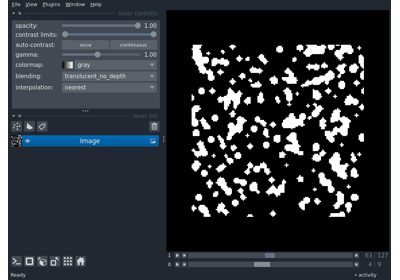 File View Plugins Window Help
layer controls
opacity: 1.00
contrast limits:
auto-contrast: once continuous
gamma: 1.00
colormap: gray
blending: translucent_no_depth
interpolation: nearest
layer list
Image
1 63 / 127
0 4 / 9
Ready activity